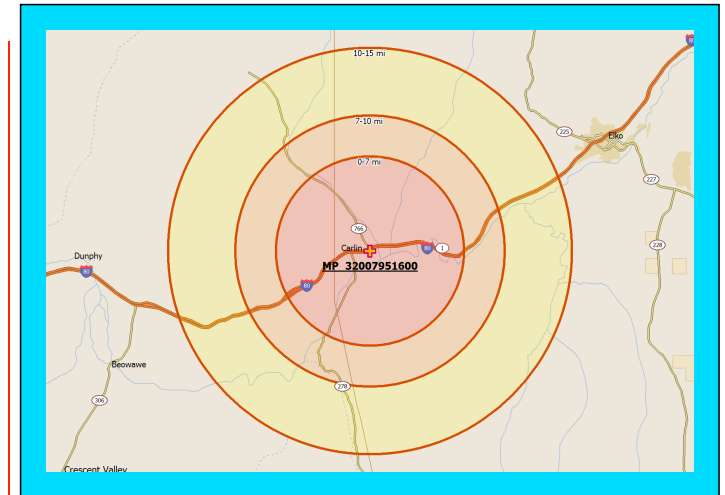 10-15 mi
80
7-10 mi
225
Elko
0-7 mi
227
766
228
Carlin
80
1
Dunphy
MP 32007951600
80
80
Beowawe
278
306
Crescent Valley